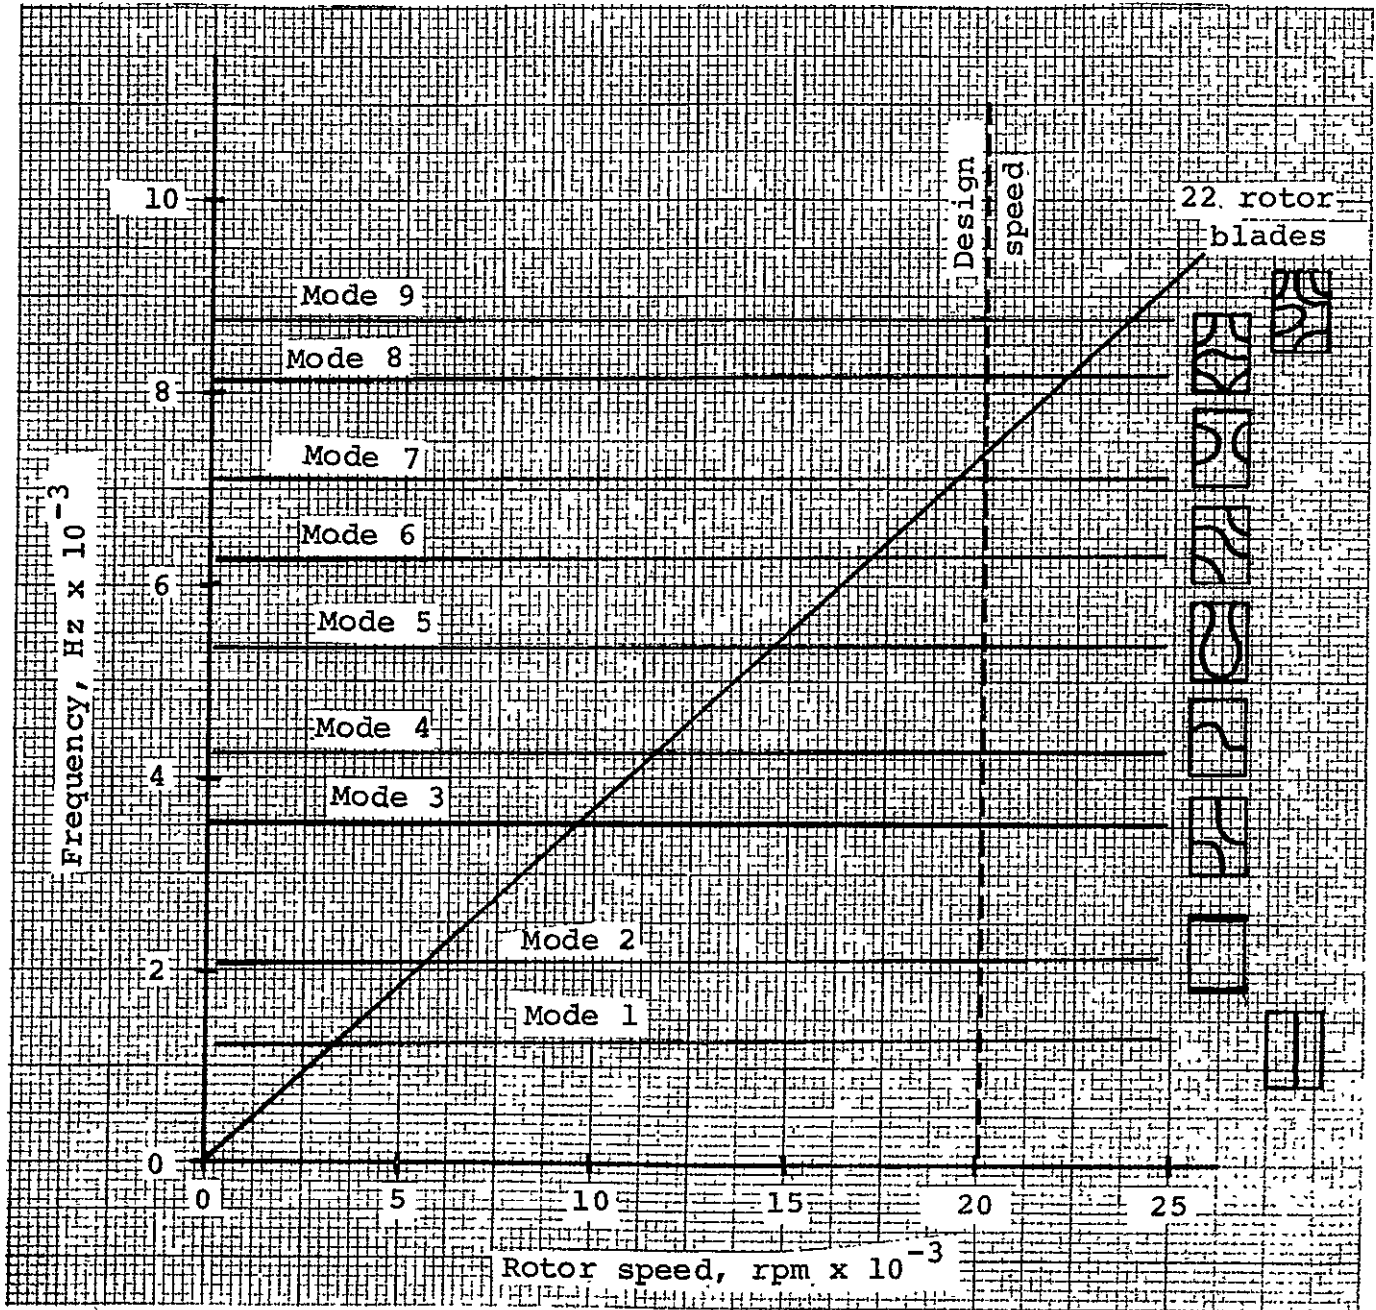 Design
speed
22 rotor
blades
10
8
6
4
2
0
Frequency, Hz x 10-3
Mode 9
Mode 8
Mode 7
Mode 6
Mode 5
Mode 4
Mode 3
Mode 2
Mode 1
0 5 10 15 20 25
Rotor speed, rpm x 10-3